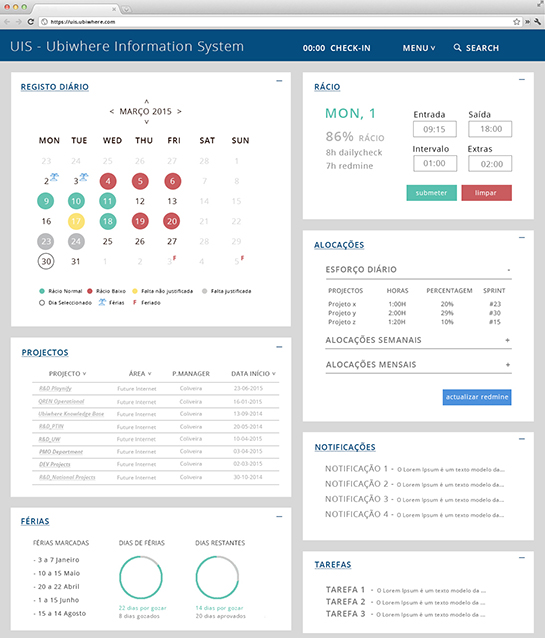 https://uis.ubiwhere.com
UIS - Ubiwhere Information System
00:00 CHECK-IN
MENU
SEARCH
REGISTO DIÁRIO
< MARÇO 2015 >
MON TUE WED THU FRI SAT SUN
23 24 25 26 27 28 1
2 3 4 5 6 7 8
9 10 11 12 13 14 15
16 17 18 19 20 21 22
23 24 25 26 27 28 29
30 31 1 2 3 F 4 5 F
Rácio Normal Rácio Baixo Falta não justificada Falta justificada
Dia Seleccionado Férias F Feriado
PROJECTOS
PROJECTO ÁREA P.MANAGER DATA INÍCIO
R&D Playnify Future Internet Coliveira 23-06-2015
QREN Operational Future Internet Coliveira 16-01-2015
Ubiwhere Knowledge Base Future Internet Coliveira 13-09-2014
R&D_PTIN Future Internet Coliveira 20-05-2014
R&D_UW Future Internet Coliveira 10-04-2015
PMO Department Future Internet Coliveira 03-04-2015
DEX Projects Future Internet Coliveira 02-03-2015
R&D_National Projects Future Internet Coliveira 30-10-2014
FÉRIAS
FÉRIAS MARCADAS
- 3 a 7 Janeiro
- 10 a 15 Maio
- 20 a 22 Abril
- 1 a 15 Junho
- 15 a 14 Agosto
DIAS DE FÉRIAS
22 dias por gozar
8 dias gozados
DIAS RESTANTES
14 dias por gozar
20 dias aprovados
RÁCIO
MON, 1
86% RÁCIO
8h dailycheck
7h redmine
Entrada Saída
09:15 18:00
Intervalo Extras
01:00 02:00
submeter limpar
ALOCAÇÕES
ESFORÇO DIÁRIO -
PROJECTOS HORAS PERCENTAGEM SPRINT
Projeto x 1:00H 20% #23
Projeto y 2:00H 29% #30
Projeto z 1:20H 10% #15
ALOCAÇÕES SEMANAIS +
ALOCAÇÕES MENSAIS +
actualizar redmine
NOTIFICAÇÕES
NOTIFICAÇÃO 1 - O Lorem Ipsum é um texto modelo da...
NOTIFICAÇÃO 2 - O Lorem Ipsum é um texto modelo da...
NOTIFICAÇÃO 3 - O Lorem Ipsum é um texto modelo da...
NOTIFICAÇÃO 4 - O Lorem Ipsum é um texto modelo da...
TAREFAS
TAREFA 1 - O Lorem Ipsum é um texto modelo da ...
TAREFA 2 - O Lorem Ipsum é um texto modelo da ...
TAREFA 3 - O Lorem Ipsum é um texto modelo da ...